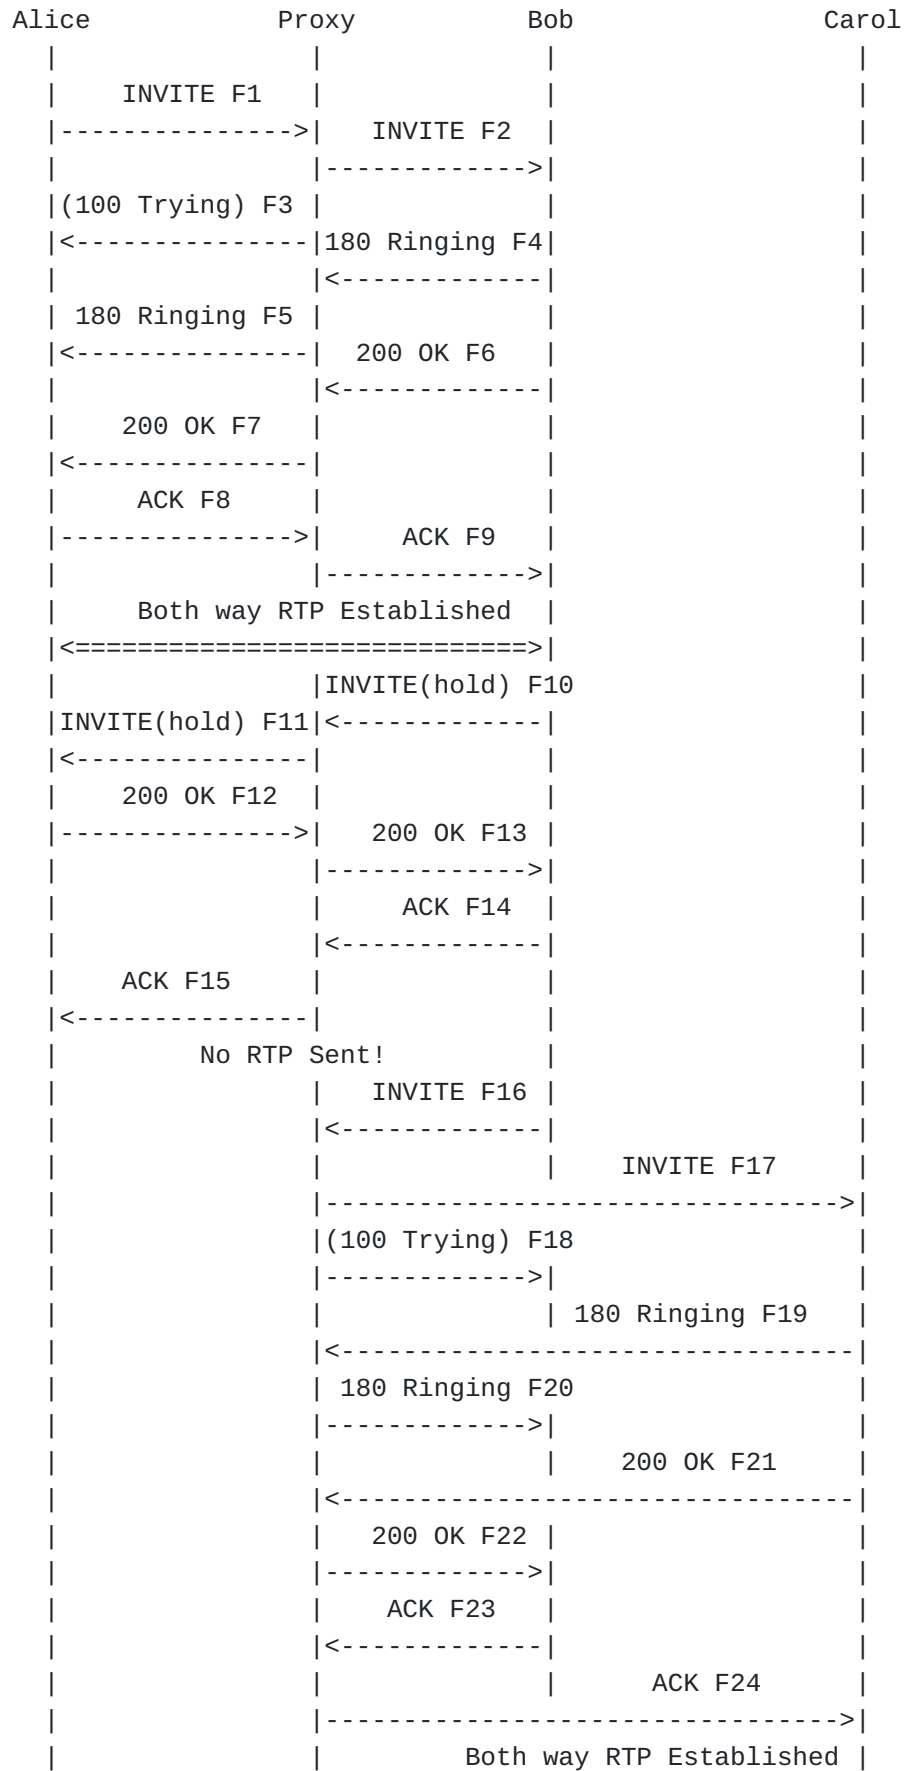 Alice Proxy Bob Carol
INVITE F1
INVITE F2
(100 Trying) F3
180 Ringing F4
180 Ringing F5
200 OK F6
200 OK F7
ACK F8
ACK F9
Both way RTP Established
INVITE(hold) F10
INVITE(hold) F11
200 OK F12
200 OK F13
ACK F14
ACK F15
No RTP Sent!
INVITE F16
INVITE F17
(100 Trying) F18
180 Ringing F19
180 Ringing F20
200 OK F21
200 OK F22
ACK F23
ACK F24
Both way RTP Established